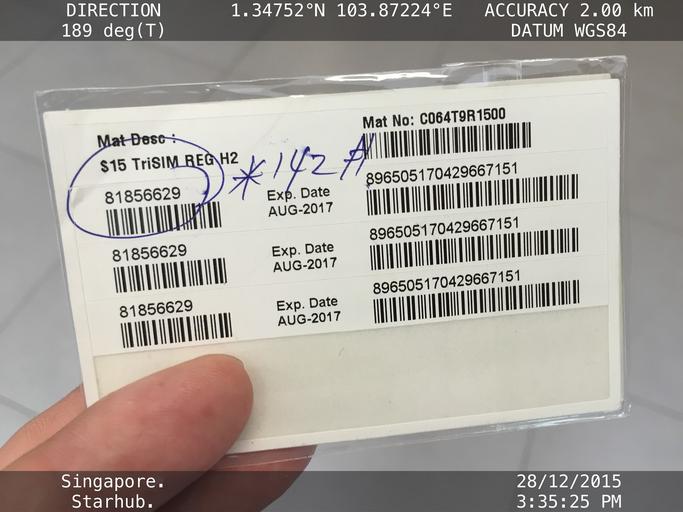 DIRECTION 1.34752°N 103.87224°E ACCURACY 2.00 km
189 deg(T) DATUM WGS84
Mat Desc : Mat No: C064T9R1500
$15 TriSIM REG H2 *142#
81856629 Exp. Date 896505170429667151
AUG-2017
81856629 Exp. Date 896505170429667151
AUG-2017
81856629 Exp. Date 896505170429667151
AUG-2017
Singapore. 28/12/2015
Starhub. 3:35:25 PM